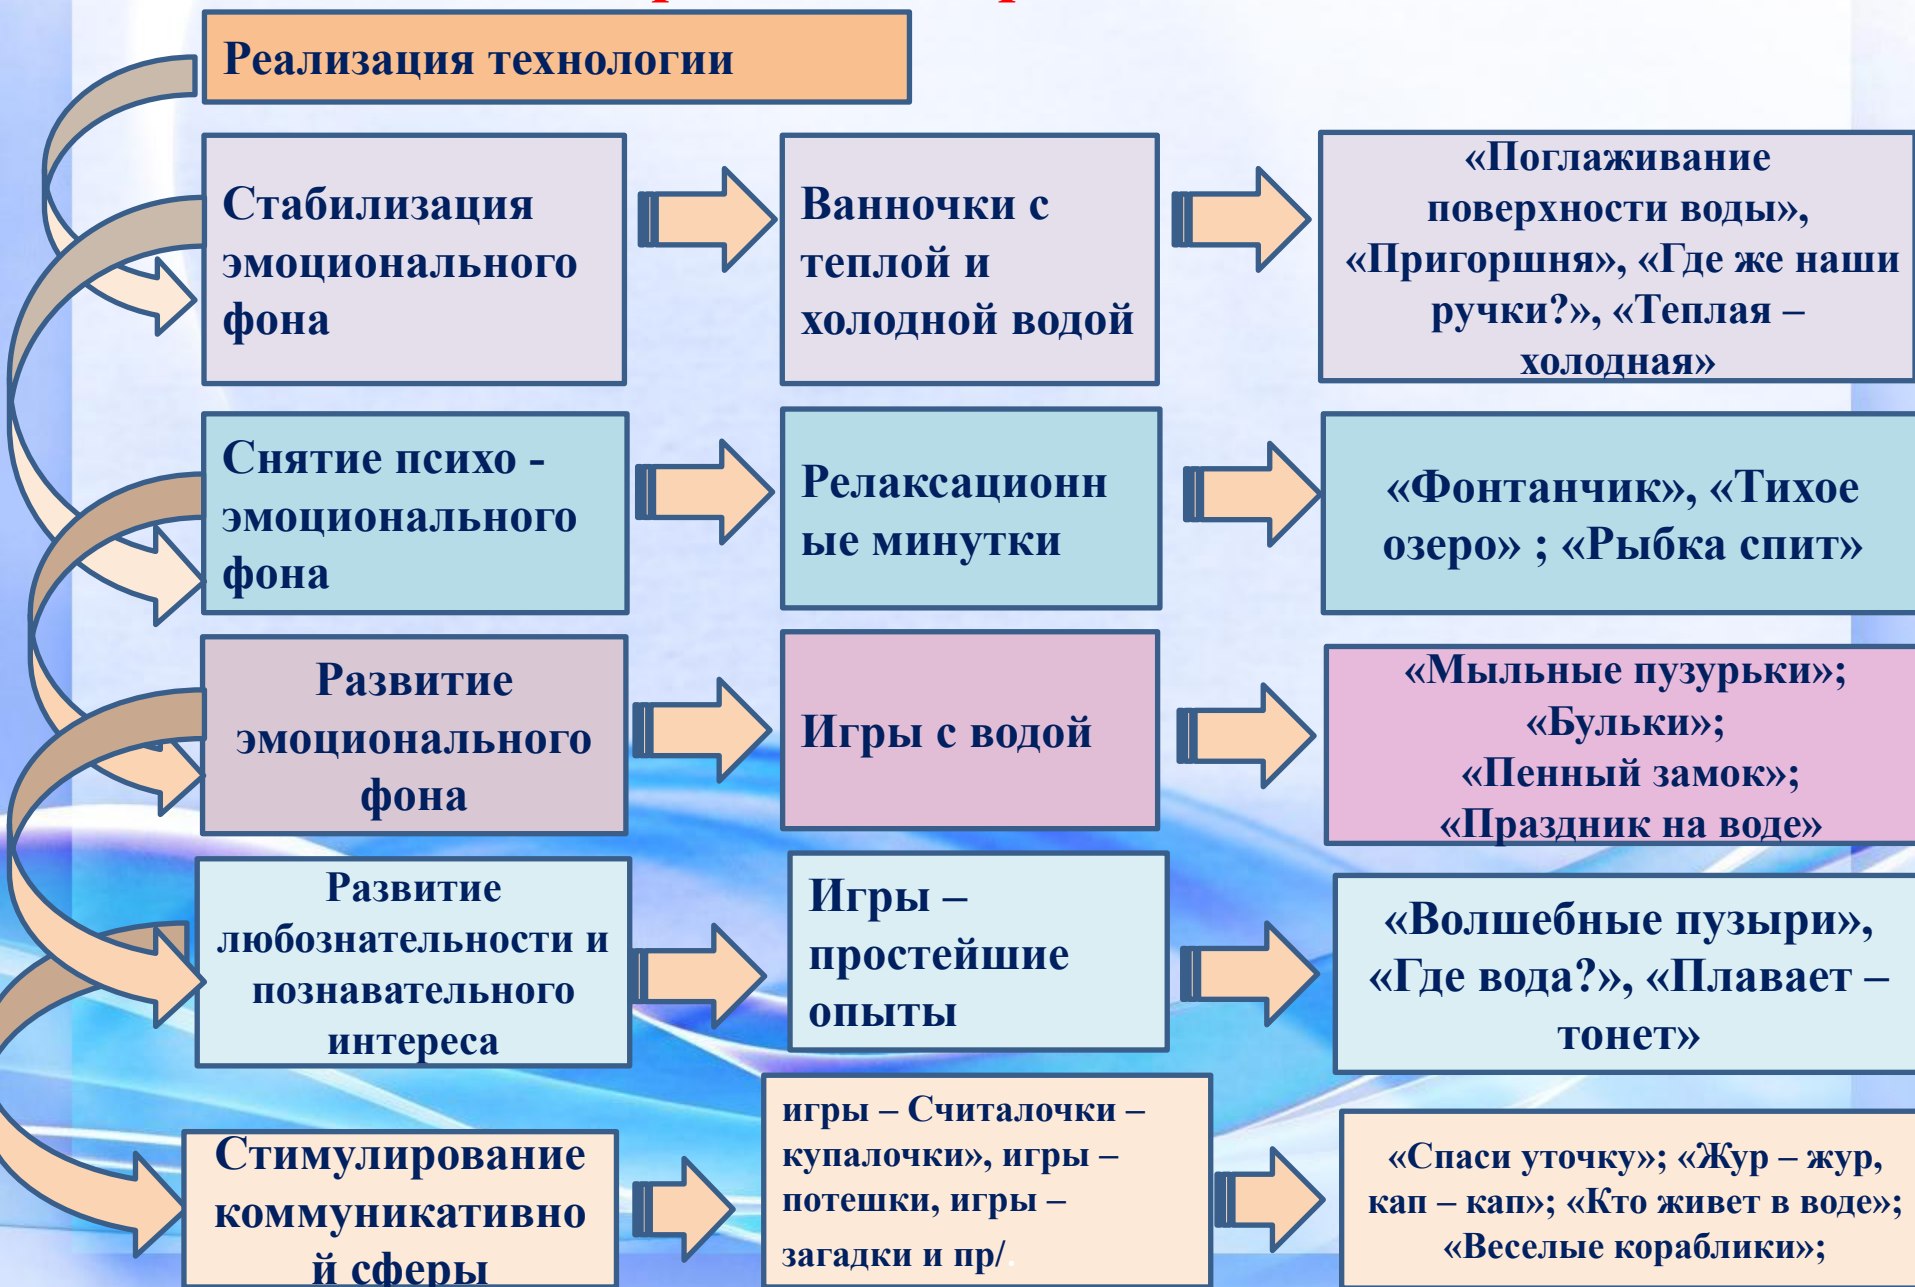 Реализация технологии
Стабилизация
эмоционального
фона
Ванночки с
теплой и
холодной водой
«Поглаживание
поверхности воды»,
«Пригоршня», «Где же наши
ручки?», «Теплая –
холодная»
Снятие психо -
эмоционального
фона
Релаксационн
ые минутки
«Фонтанчик», «Тихое
озеро» ; «Рыбка спит»
Развитие
эмоционального
фона
Игры с водой
«Мыльные пузурьки»;
«Бульки»;
«Пенный замок»;
«Праздник на воде»
Развитие
любознательности и
познавательного
интереса
Игры –
простейшие
опыты
«Волшебные пузыри»,
«Где вода?», «Плавает –
тонет»
Стимулирование
коммуникативно
й сферы
игры – Считалочки –
купалочки», игры –
потешки, игры –
загадки и пр/.
«Спаси уточку»; «Жур – жур,
кап – кап»; «Кто живет в воде»;
«Веселые кораблики»;